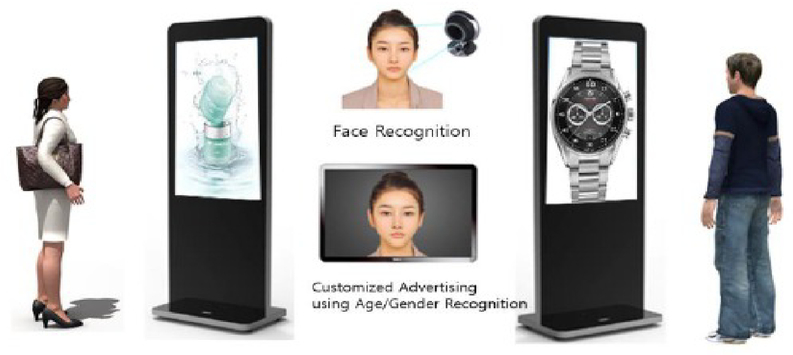 Face Recognition
Customized Advertising
using Age/Gender Recognition